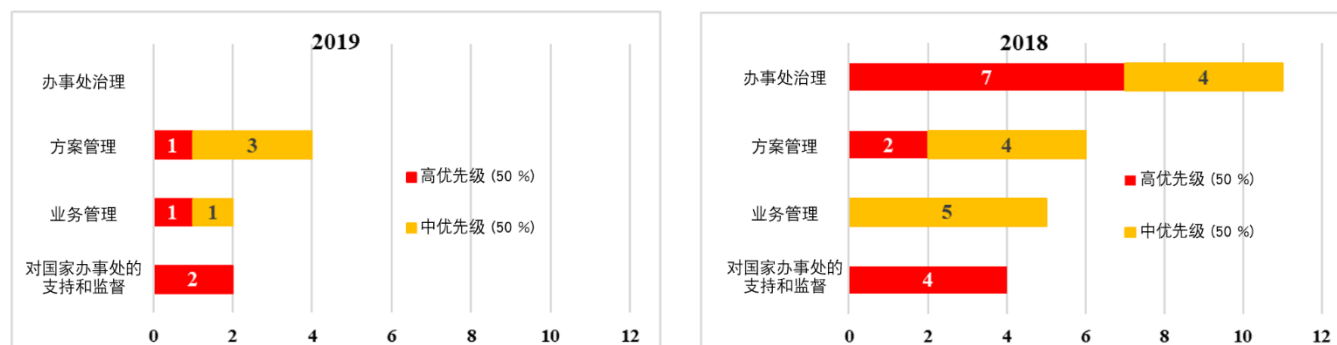 2019
办事处治理
方案管理
1
3
业务管理
1
1
对国家办事处的
支持和监督
2
高优先级 (50 %)
中优先级 (50 %)
0 2 4 6 8 10 12
2018
办事处治理
7
4
方案管理
2
4
业务管理
5
对国家办事处的
支持和监督
4
高优先级 (50 %)
中优先级 (50 %)
0 2 4 6 8 10 12